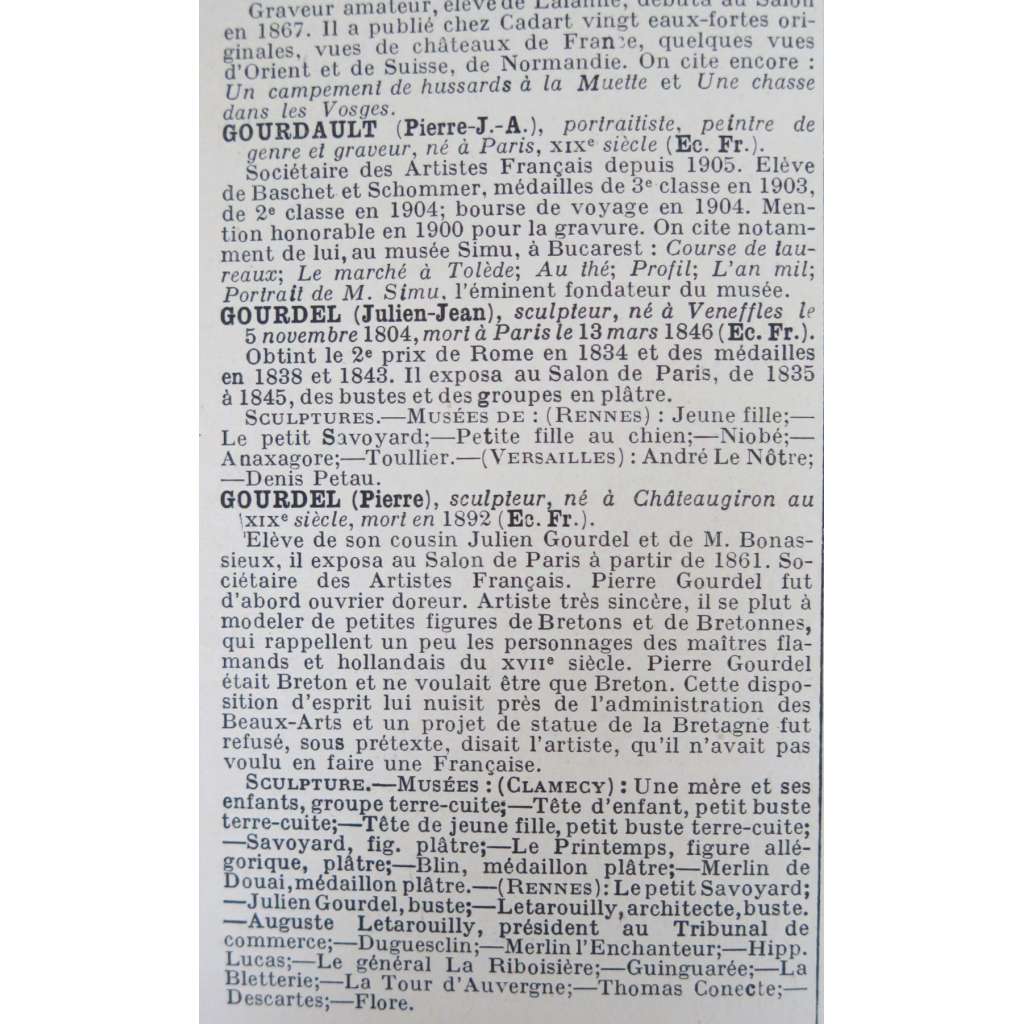 Graveur amateur, élève de Lalanne, débuta au Salon
en 1867. Il a publié chez Cadart vingt eaux-fortes ori-
ginales, vues de châteaux de France, quelques vues
d'Orient et de Suisse, de Normandie. On cite encore :
Un campement de hussards à la Muette et Une chasse
dans les Vosges.
GOURDAULT (Pierre-J.-A.), portraitiste, peintre de
genre et graveur, né à Paris, XIXe siècle (Ec. Fr.).
Sociétaire des Artistes Français depuis 1905. Elève
de Baschet et Schommer, médailles de 3e classe en 1903,
de 2e classe en 1904; bourse de voyage en 1904. Men-
tion honorable en 1900 pour la gravure. On cite notam-
ment de lui, au musée Simu, à Bucarest : Course de tau-
reaux; Le marché à Tolède; Au thé; Profil; L'an mil;
Portrait de M. Simu, l'éminent fondateur du musée.
GOURDEL (Julien-Jean), sculpteur, né à Veneffles le
5 novembre 1804, mort à Paris le 13 mars 1846 (Ec. Fr.).
Obtint le 2e prix de Rome en 1834 et des médailles
en 1838 et 1843. Il exposa au Salon de Paris, de 1835
à 1845, des bustes et des groupes en plâtre.
SCULPTURES.—MUSÉES DE : (RENNES) : Jeune fille;—
Le petit Savoyard;—Petite fille au chien;—Niobé;—
Anaxagore;—Toullier.—(VERSAILLES) : André Le Nôtre;
—Denis Petau.
GOURDEL (Pierre), sculpteur, né à Châteaugiron au
XIXe siècle, mort en 1892 (Ec. Fr.).
Elève de son cousin Julien Gourdel et de M. Bonas-
sieux, il exposa au Salon de Paris à partir de 1861. So-
ciétaire des Artistes Français. Pierre Gourdel fut
d'abord ouvrier doreur. Artiste très sincère, il se plut à
modeler de petites figures de Bretons et de Bretonnes,
qui rappellent un peu les personnages des maîtres fla-
mands et hollandais du XVIIe siècle. Pierre Gourdel
était Breton et ne voulait être que Breton. Cette dispo-
sition d'esprit lui nuisit près de l'administration des
Beaux-Arts et un projet de statue de la Bretagne fut
refusé, sous prétexte, disait l'artiste, qu'il n'avait pas
voulu en faire une Française.
SCULPTURE.—MUSÉES : (CLAMECY) : Une mère et ses
enfants, groupe terre-cuite;—Tête d'enfant, petit buste
terre-cuite;—Tête de jeune fille, petit buste terre-cuite;
—Savoyard, fig. plâtre;—Le Printemps, figure allé-
gorique, plâtre;—Blin, médaillon plâtre;—Merlin de
Douai, médaillon plâtre.—(RENNES): Le petit Savoyard;
—Julien Gourdel, buste;—Letarouilly, architecte, buste.
—Auguste Letarouilly, président au Tribunal de
commerce;—Duguesclin;—Merlin l'Enchanteur;—Hipp.
Lucas;—Le général La Riboisière;—Guinguarée;—La
Bletterie;—La Tour d'Auvergne;—Thomas Conecte;—
Descartes;—Flore.